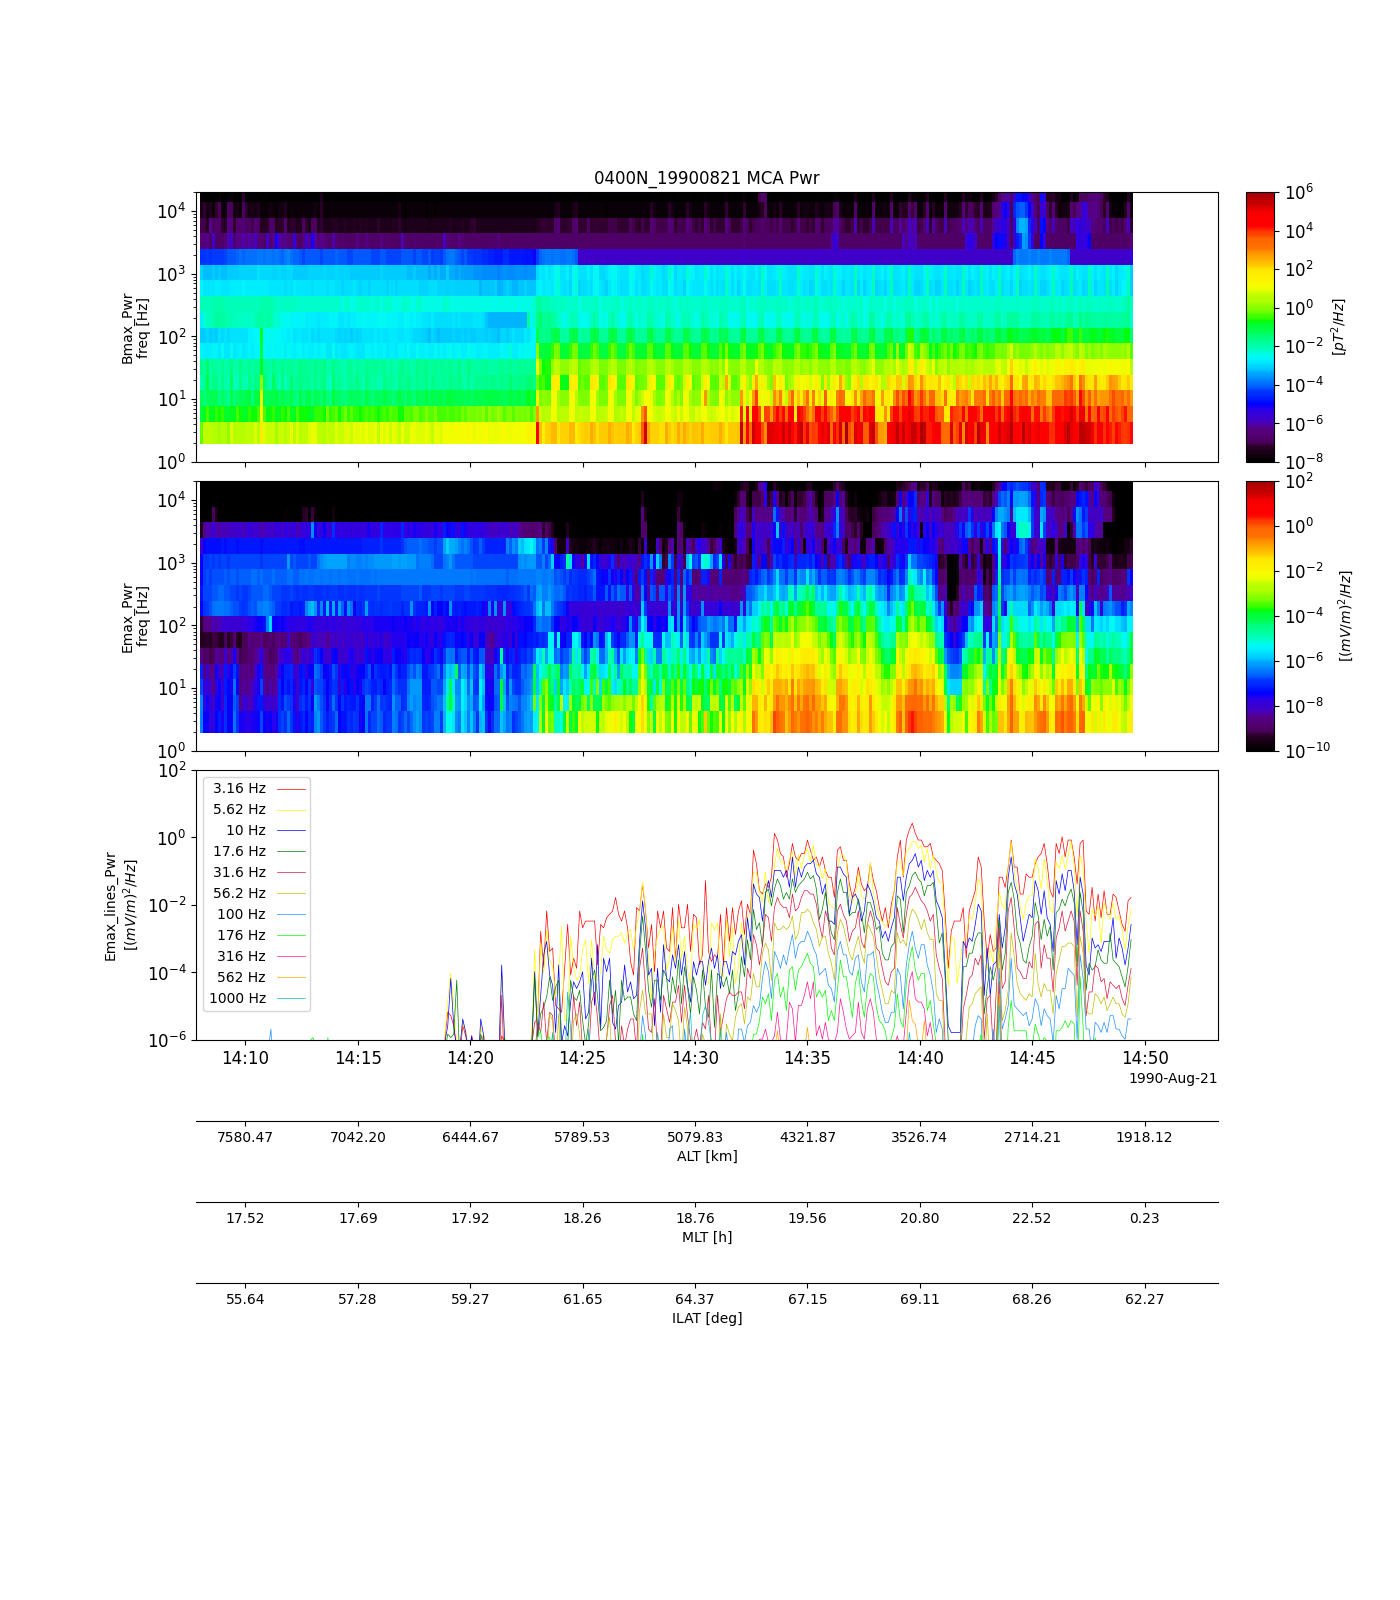 0400N_19900821 MCA Pwr
Bmax_Pwr
freq [Hz]
10^4
10^3
10^2
10^1
10^0
10^6
10^4
10^2
10^0
10^-2
10^-4
10^-6
10^-8
[pT^2/Hz]
Emax_Pwr
freq [Hz]
10^4
10^3
10^2
10^1
10^0
10^2
10^0
10^-2
10^-4
10^-6
10^-8
10^-10
[(mV/m)^2/Hz]
Emax_lines_Pwr
[(mV/m)^2/Hz]
10^2
10^0
10^-2
10^-4
10^-6
3.16 Hz
5.62 Hz
10 Hz
17.6 Hz
31.6 Hz
56.2 Hz
100 Hz
176 Hz
316 Hz
562 Hz
1000 Hz
14:10 14:15 14:20 14:25 14:30 14:35 14:40 14:45 14:50
1990-Aug-21
7580.47 7042.20 6444.67 5789.53 5079.83 4321.87 3526.74 2714.21 1918.12
ALT [km]
17.52 17.69 17.92 18.26 18.76 19.56 20.80 22.52 0.23
MLT [h]
55.64 57.28 59.27 61.65 64.37 67.15 69.11 68.26 62.27
ILAT [deg]